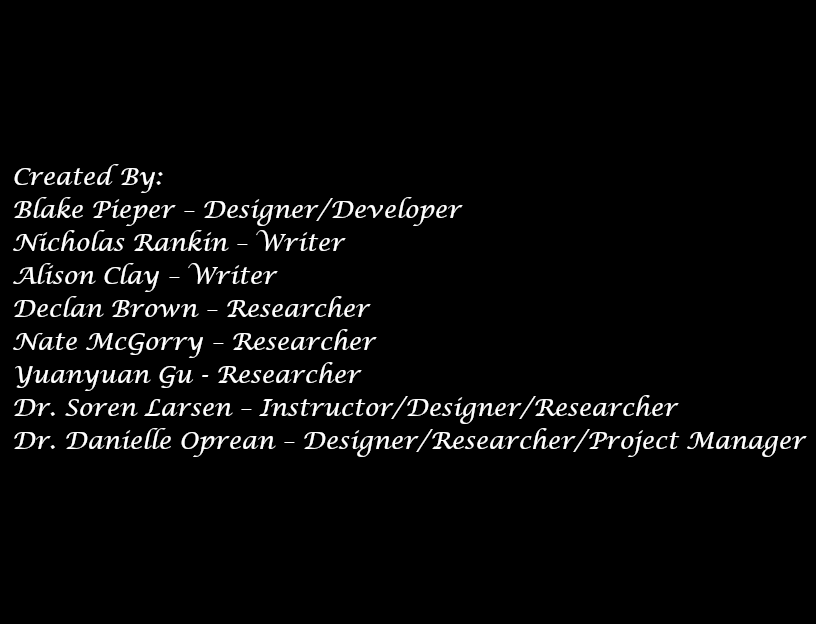 Created By:
Blake Pieper – Designer/Developer
Nicholas Rankin – Writer
Alison Clay – Writer
Declan Brown – Researcher
Nate McGorry – Researcher
Yuanyuan Gu - Researcher
Dr. Soren Larsen – Instructor/Designer/Researcher
Dr. Danielle Oprean – Designer/Researcher/Project Manager